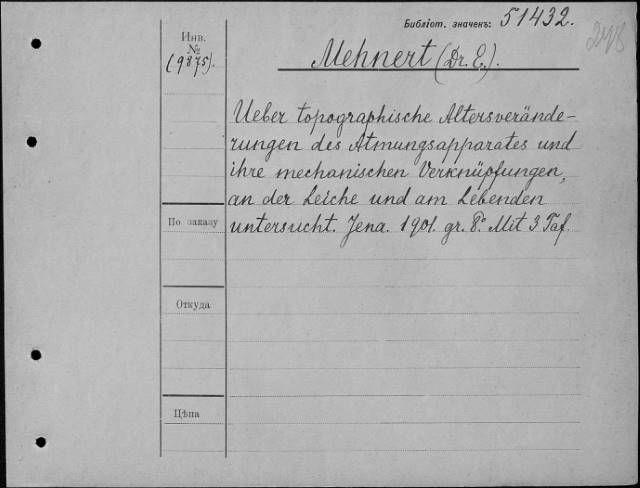 Библіот. значекъ: 51432.
248
Инв.
№
(9875).
Mehnert (Dr. E.).
Ueber topographische Altersverände-
rungen des Atmungsapparates und
ihre mechanischen Verknüpfungen,
an der Leiche und am Lebenden
untersucht. Jena. 1901. gr. 8.° Mit 3 Taf.
По заказу
Откуда
Цѣна